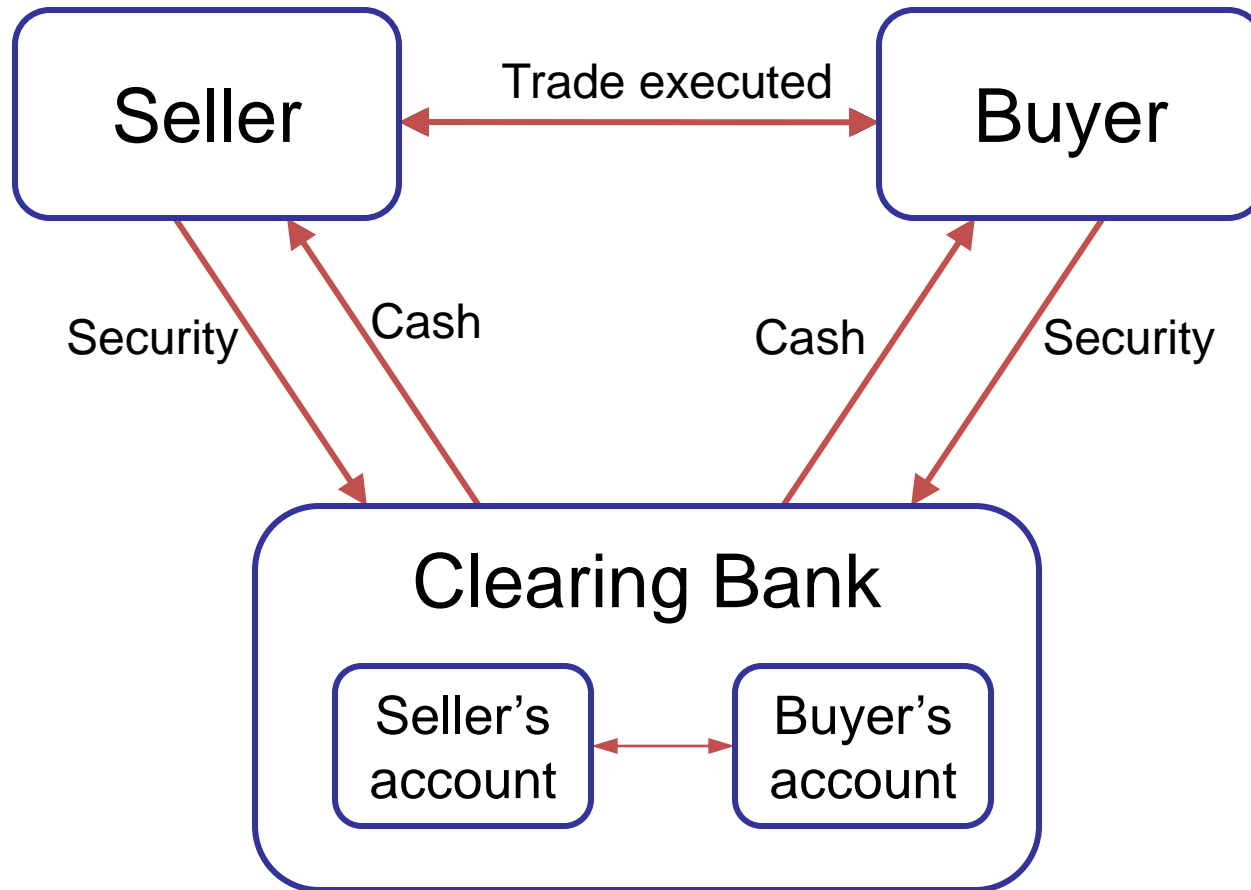 Seller
Trade executed
Buyer
Security
Cash
Cash
Security
Clearing Bank
Seller’s
account
Buyer’s
account